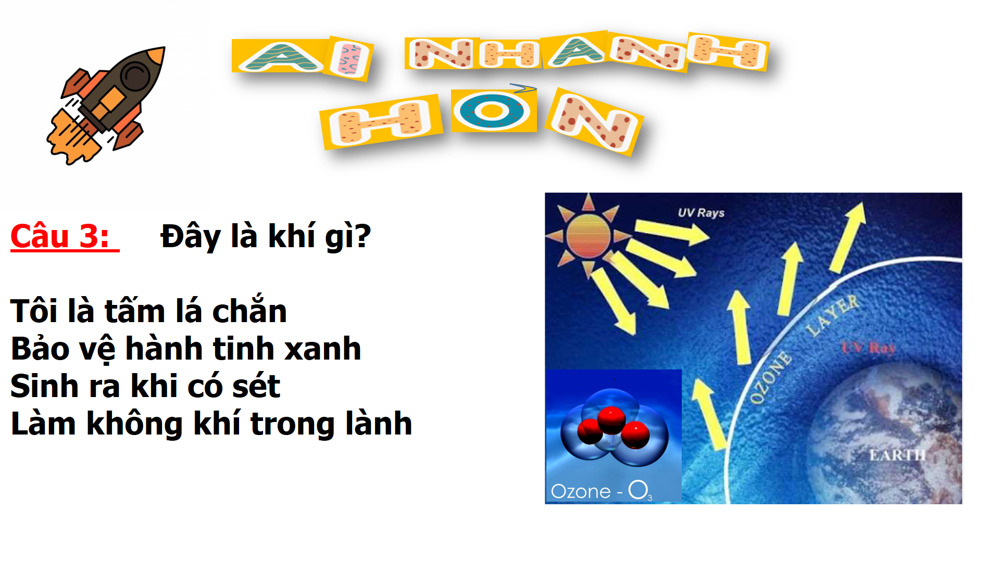 AI NHANH
HƠN
Câu 3: Đây là khí gì?
Tôi là tấm lá chắn
Bảo vệ hành tinh xanh
Sinh ra khi có sét
Làm không khí trong lành
UV Rays
OZONE LAYER
UV Ray
EARTH
Ozone - O₃